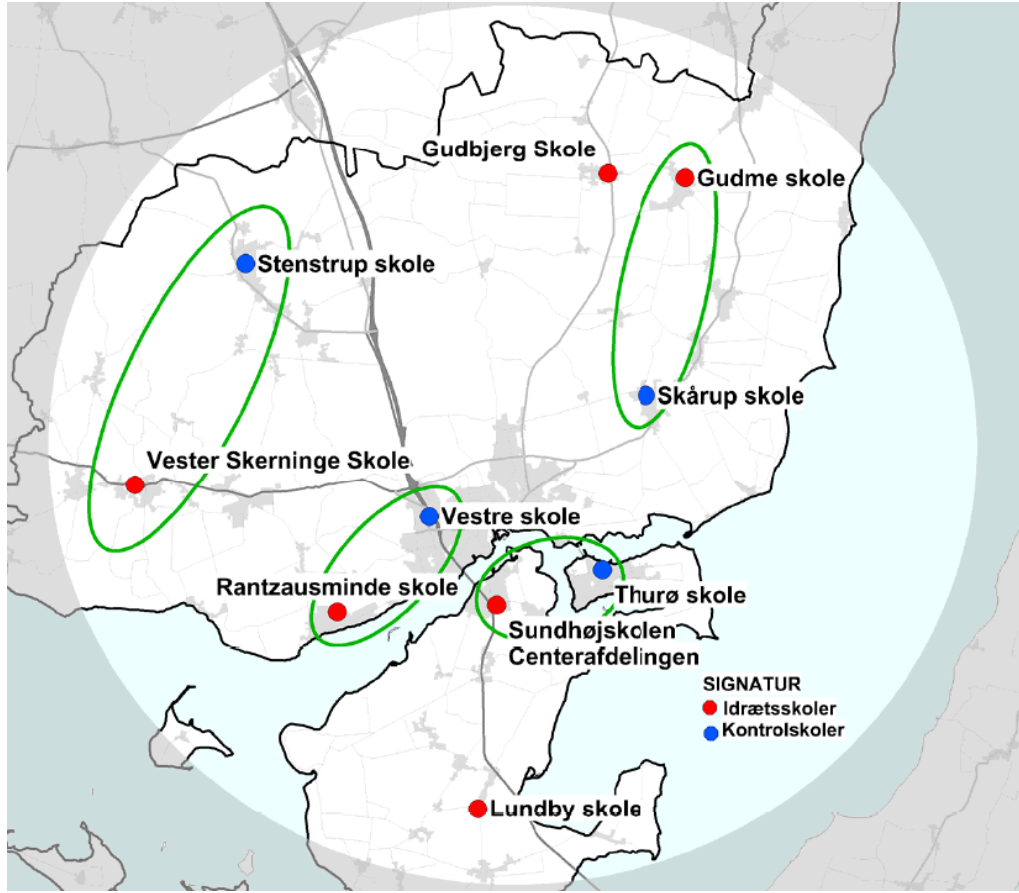 Gudbjerg Skole
Gudme skole
Stenstrup skole
Skårup skole
Vester Skerninge Skole
Vestre skole
Rantzausminde skole
Thurø skole
Sundhøjskolen
Centerafdelingen
SIGNATUR
Idrætsskoler
Kontrolskoler
Lundby skole